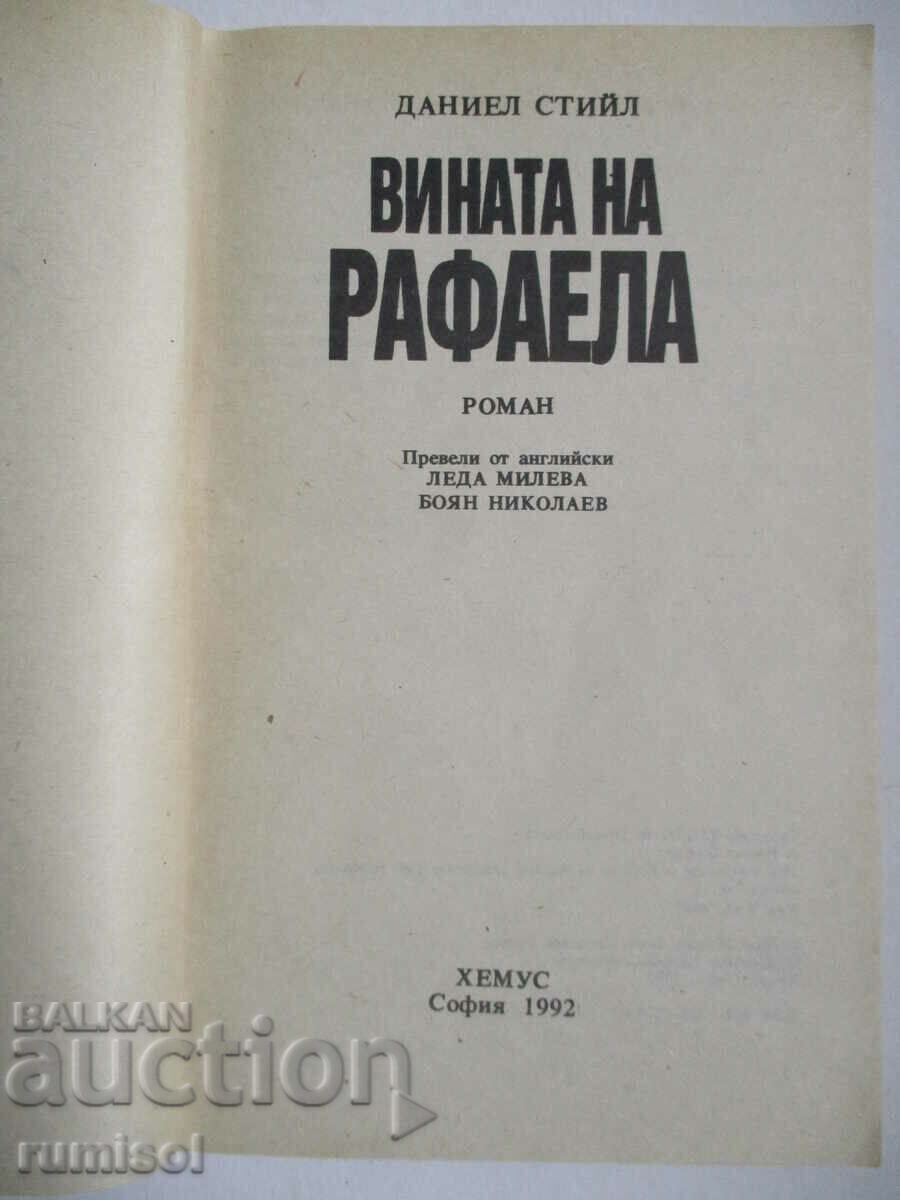 ДАНИЕЛ СТИЙЛ
ВИНАТА НА
РАФАЕЛА
РОМАН
Превели от английски
ЛЕДА МИЛЕВА
БОЯН НИКОЛАЕВ
ХЕМУС
София 1992
BALKAN
auction
rumisol